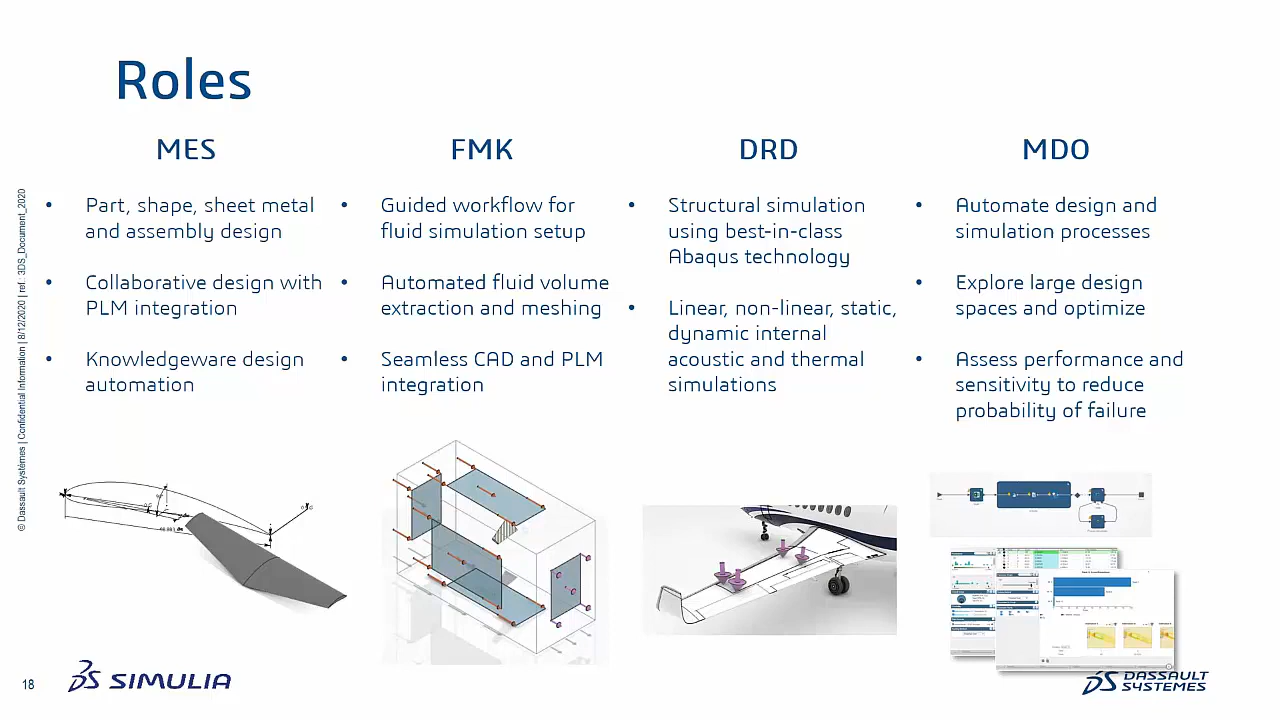 Roles
MES
• Part, shape, sheet metal
and assembly design
• Collaborative design with
PLM integration
• Knowledgeware design
automation
FMK
• Guided workflow for
fluid simulation setup
• Automated fluid volume
extraction and meshing
• Seamless CAD and PLM
integration
DRD
• Structural simulation
using best-in-class
Abaqus technology
• Linear, non-linear, static,
dynamic internal
acoustic and thermal
simulations
MDO
• Automate design and
simulation processes
• Explore large design
spaces and optimize
• Assess performance and
sensitivity to reduce
probability of failure
© Dassault Systèmes | Confidential Information | 8/12/2020 | ref.: 3DS_Document_2020
18
SIMULIA
DASSAULT
SYSTEMES